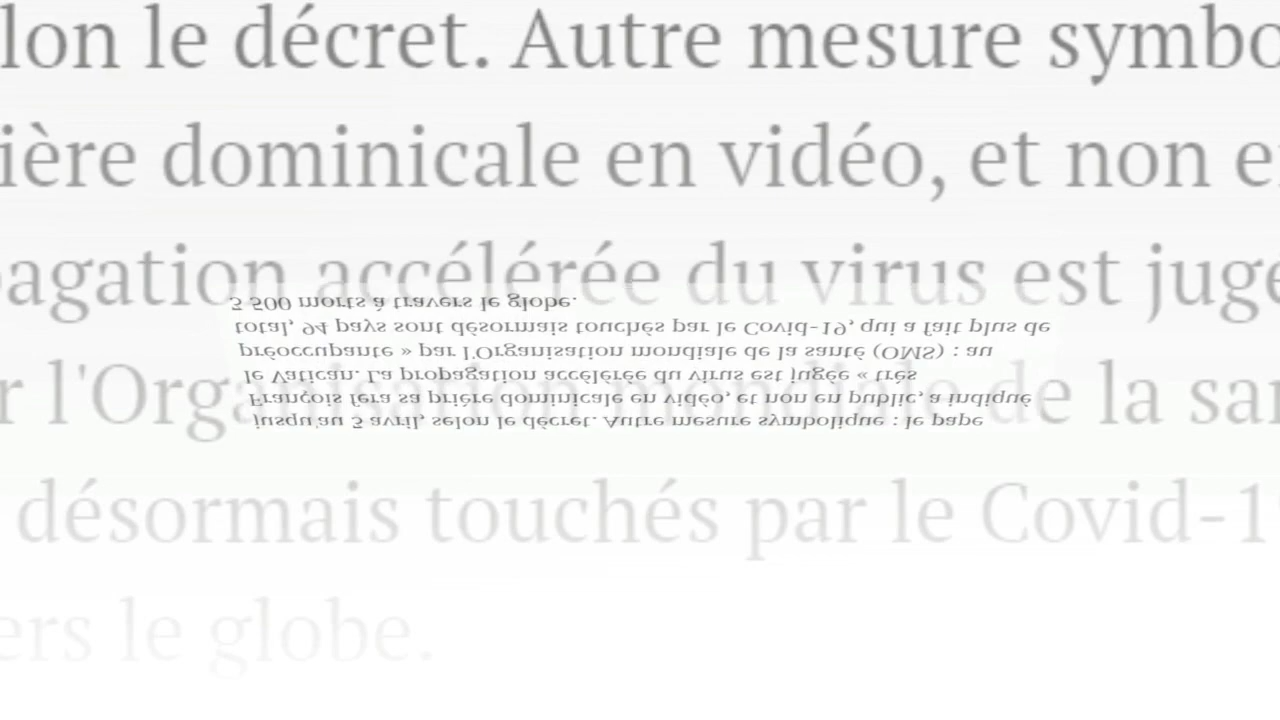 lon le décret. Autre mesure symbo
ière dominicale en vidéo, et non e
pagation accélérée du virus est juge
r l'Organisation mondiale de la san
désormais touchés par le Covid-19
ers le globe.
jusqu'au 3 avril, selon le décret. Autre mesure symbolique : le pape
François fera sa prière dominicale en vidéo, et non en public, a indiqué
le Vatican. La propagation accélérée du virus est jugée « très
préoccupante » par l'Organisation mondiale de la santé (OMS) : au
total, 94 pays sont désormais touchés par le Covid-19, qui a fait plus de
3 500 morts à travers le globe.